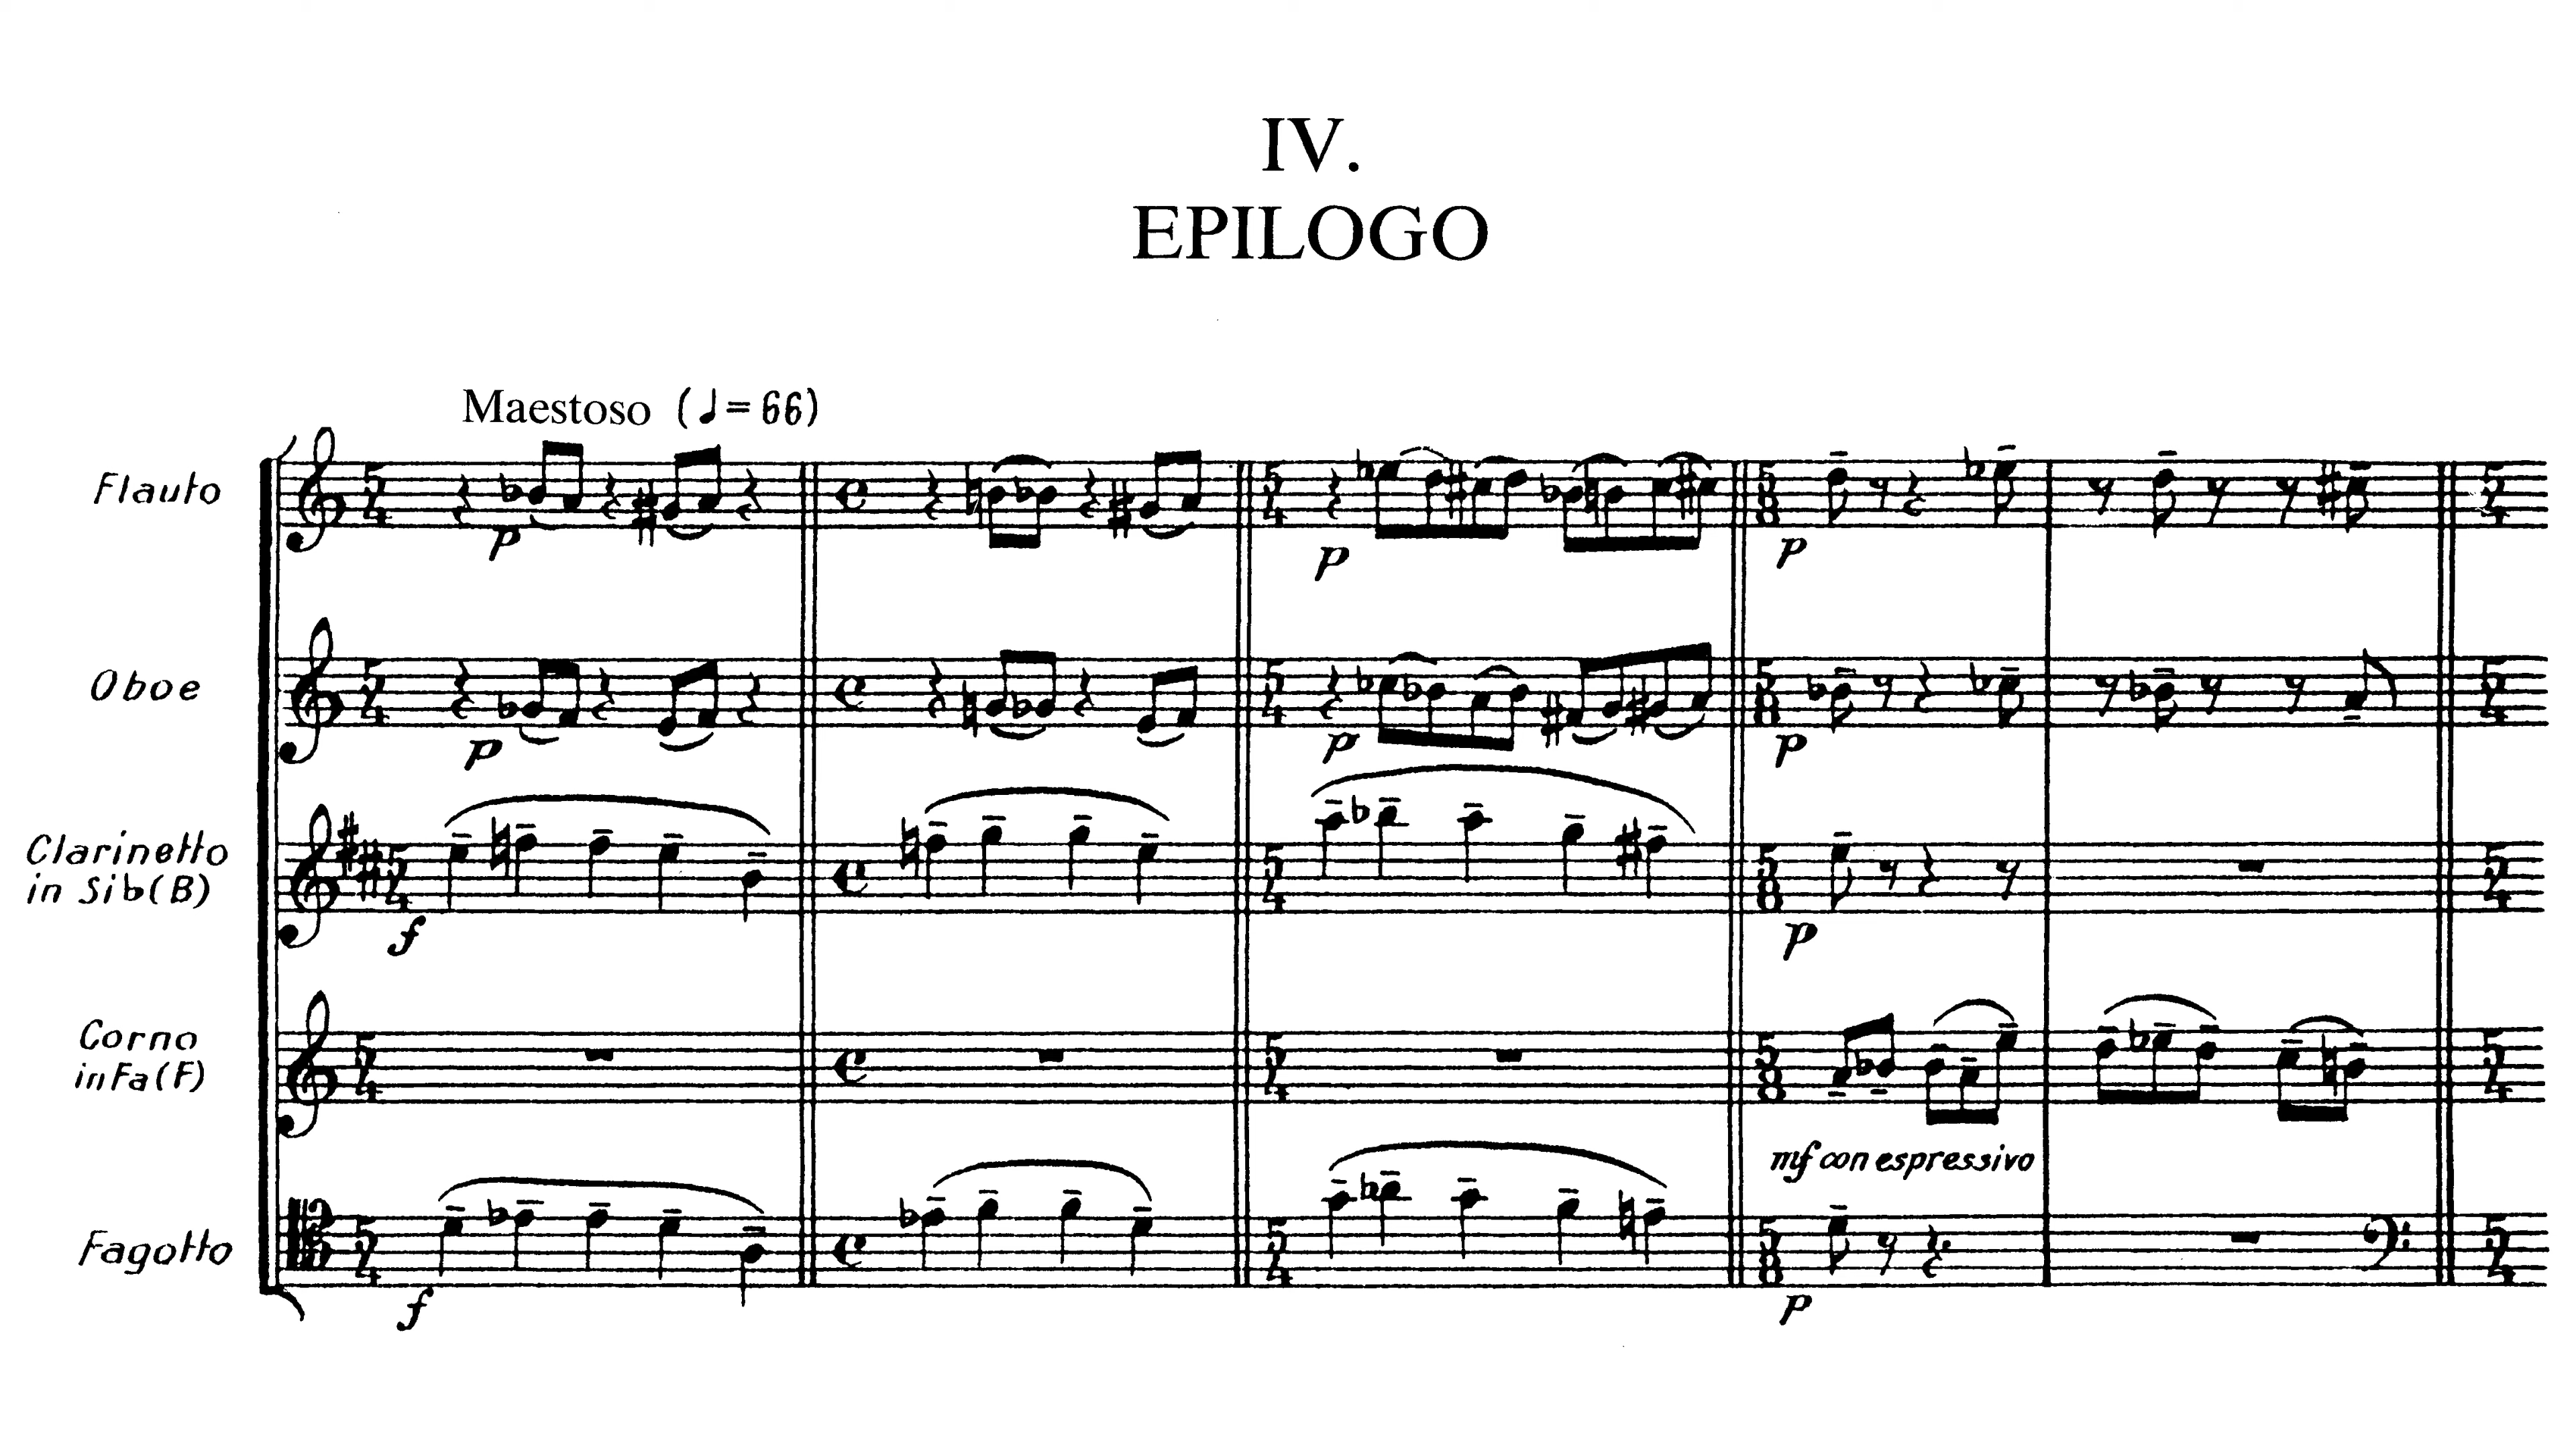 IV.
EPILOGO
Maestoso (♩= 66)
Flauto
p
p
p
Oboe
p
p
p
Clarinetto
in Sib(B)
f
p
Corno
in Fa (F)
mf con espressivo
Fagotto
f
p